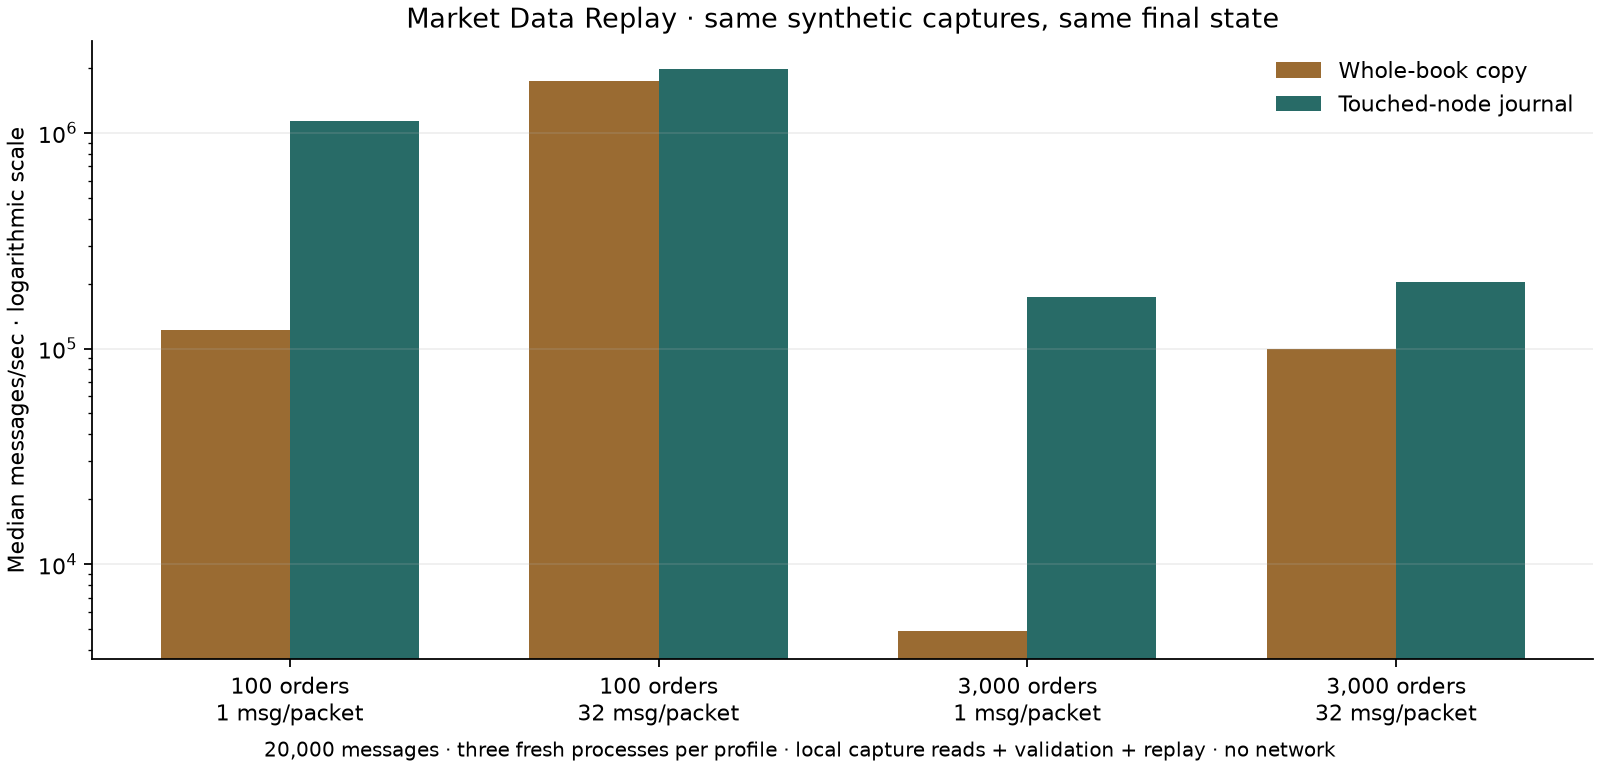 Market Data Replay · same synthetic captures, same final state
Whole-book copy
Touched-node journal
Median messages/sec · logarithmic scale
10⁶
10⁵
10⁴
100 orders
1 msg/packet
100 orders
32 msg/packet
3,000 orders
1 msg/packet
3,000 orders
32 msg/packet
20,000 messages · three fresh processes per profile · local capture reads + validation + replay · no network